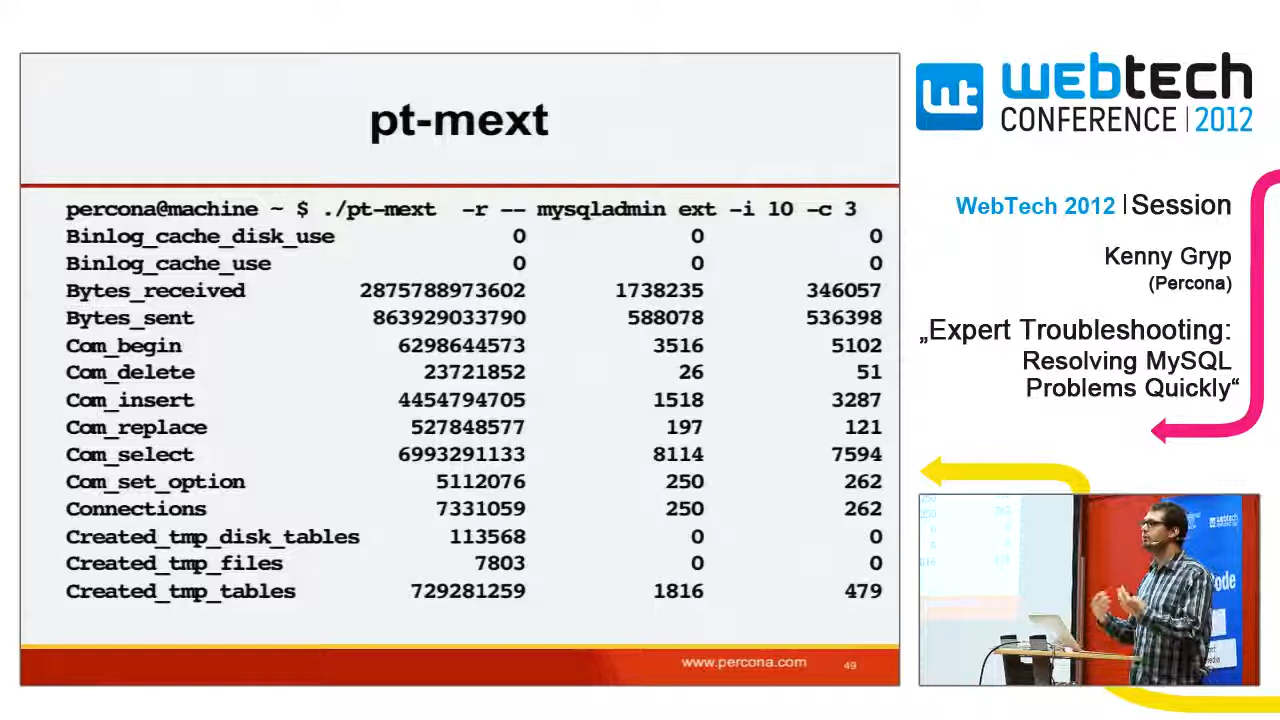 pt-mext
percona@machine ~ $ ./pt-mext -r -- mysqladmin ext -i 10 -c 3
Binlog_cache_disk_use 0 0 0
Binlog_cache_use 0 0 0
Bytes_received 2875788973602 1738235 346057
Bytes_sent 863929033790 588078 536398
Com_begin 6298644573 3516 5102
Com_delete 23721852 26 51
Com_insert 4454794705 1518 3287
Com_replace 527848577 197 121
Com_select 6993291133 8114 7594
Com_set_option 5112076 250 262
Connections 7331059 250 262
Created_tmp_disk_tables 113568 0 0
Created_tmp_files 7803 0 0
Created_tmp_tables 729281259 1816 479
www.percona.com 49
wt webtech
CONFERENCE | 2012
WebTech 2012 | Session
Kenny Gryp
(Percona)
„Expert Troubleshooting:
Resolving MySQL
Problems Quickly“